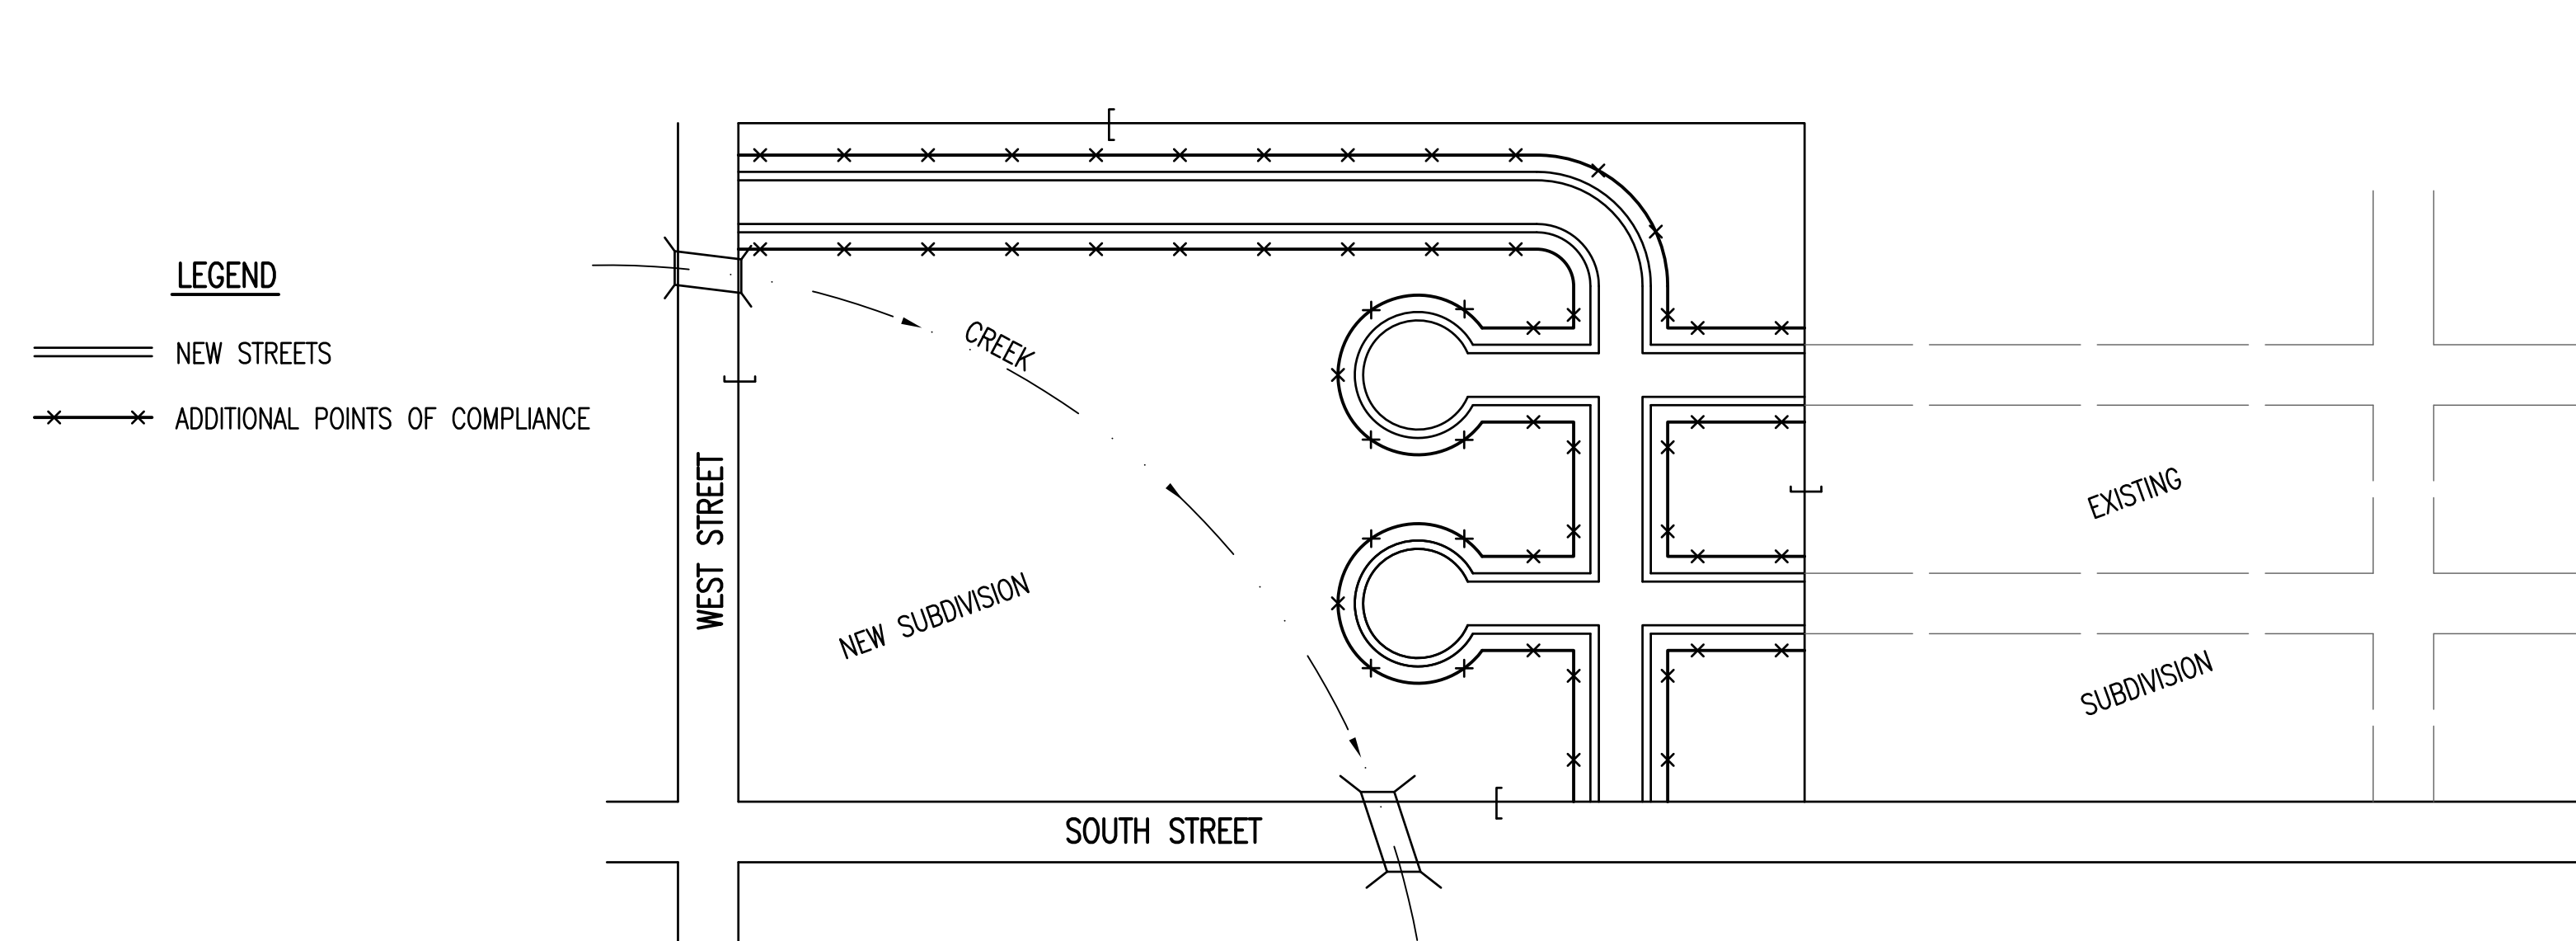 LEGEND
NEW STREETS
ADDITIONAL POINTS OF COMPLIANCE
WEST STREET
CREEK
NEW SUBDIVISION
SOUTH STREET
EXISTING
SUBDIVISION